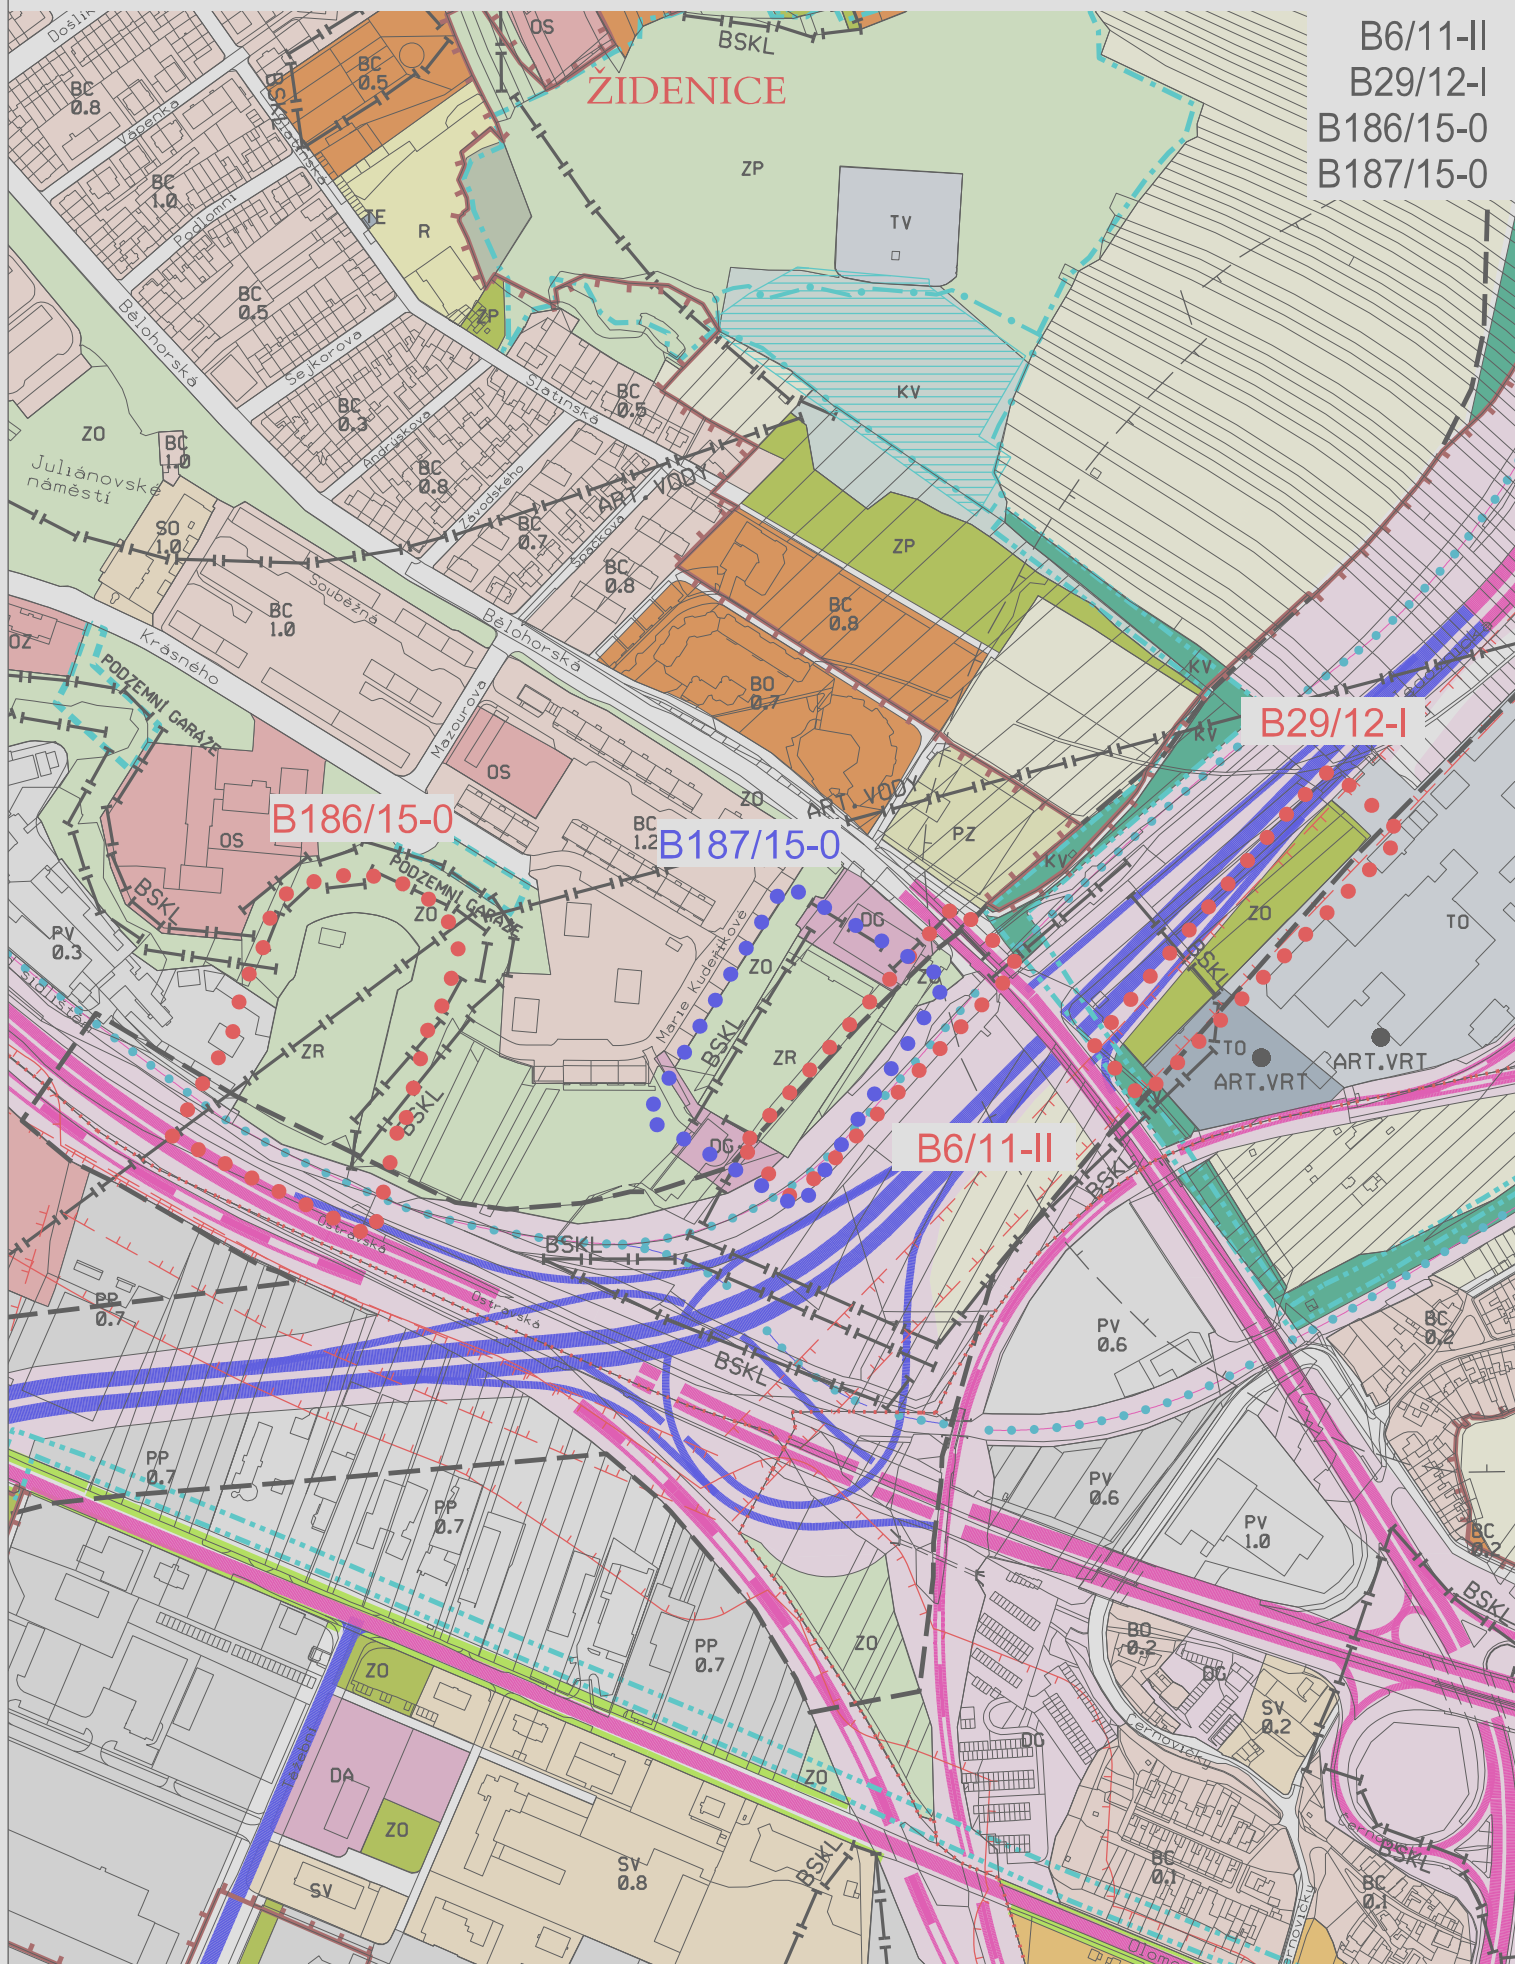 B6/11-II
B29/12-I
B186/15-0
B187/15-0
OS
BSKL
ŽIDENICE
BC
0.5
BC
0.8
Vápenka
BC
1.0
Podlomní
TE
R
ZP
TV
BC
0.5
Bělohorská
Sejkorova
ZP
Slatinská
BC
0.5
KV
BC
0.3
Andrýskova
ZO
BC
1.0
Juliánovské
náměstí
BC
0.8
Závodského
ART. VODY
SO
1.0
BC
0.7
Špačkova
ZP
BC
0.8
Souběžná
BC
1.0
BC
0.8
Bělohorská
Krásného
OZ
PODZEMNÍ GARÁŽE
KV
BO
0.7
Mazourova
B29/12-I
KV
OS
ZO
ART. VODY
B186/15-0
BC
1.2
B187/15-0
PZ
OS
KV
PODZEMNÍ GARÁŽE
BSKL
ZO
DG
ZO
TO
PV
0.3
Marie Kudeříkové
ZO
BSKL
ZO
ZR
BSKL
ZR
TO
ART.VRT
ART.VRT
BSKL
DG
B6/11-II
BSKL
Ostravská
BSKL
PP
0.7
Ostravská
PV
0.6
BC
0.2
BSKL
PP
0.7
PP
0.7
PV
0.6
PV
1.0
BC
0.2
BSKL
PP
0.7
ZO
BO
0.2
DG
ZO
SV
0.2
Těžební
DG
Černovičky
DA
ZO
ZO
BSKL
BSKL
SV
0.8
BC
0.1
SV
BC
0.1